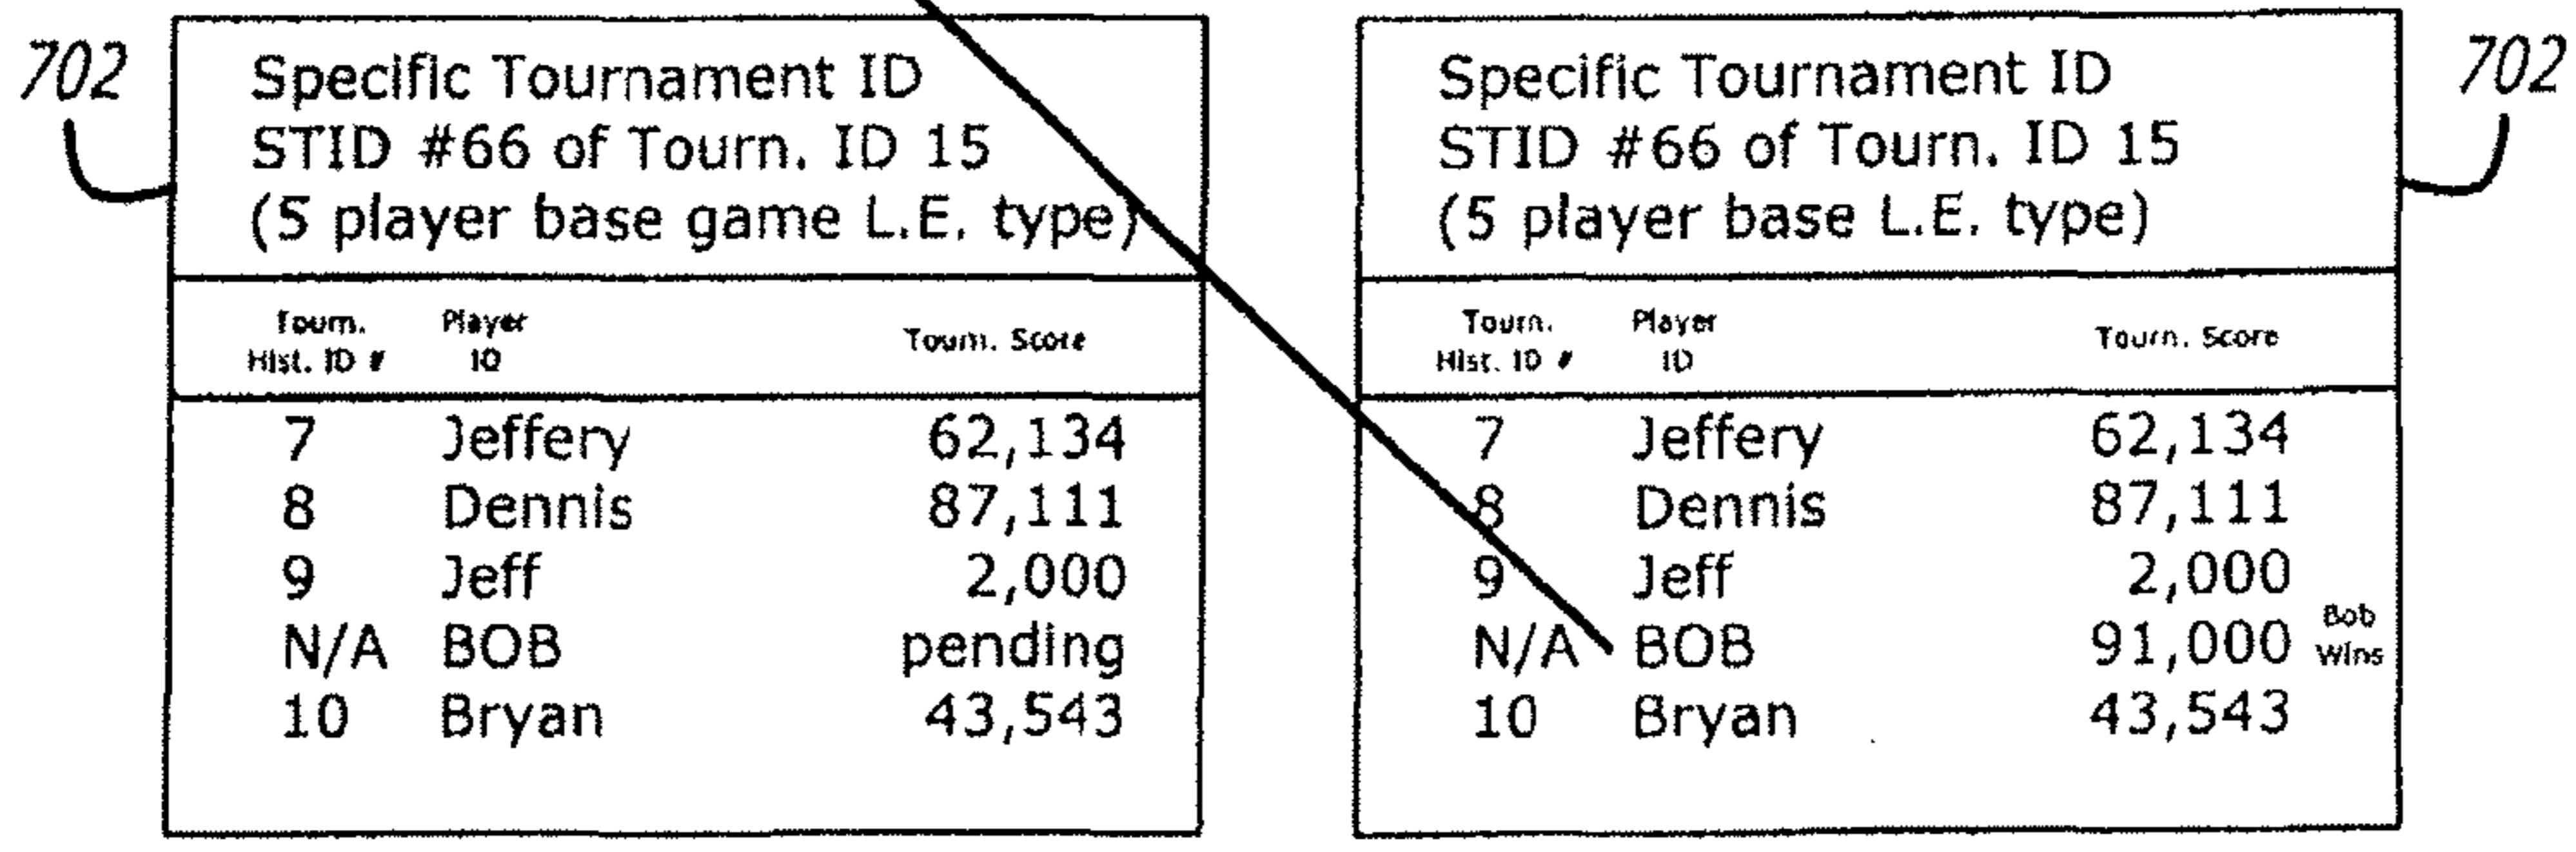 702
Specific Tournament ID
STID #66 of Tourn. ID 15
(5 player base game L.E. type)
Tourn. Player
Hist. ID # ID Tourn. Score
7 Jeffery 62,134
8 Dennis 87,111
9 Jeff 2,000
N/A BOB pending
10 Bryan 43,543
702
Specific Tournament ID
STID #66 of Tourn. ID 15
(5 player base L.E. type)
Tourn. Player
Hist. ID # ID Tourn. Score
7 Jeffery 62,134
8 Dennis 87,111
9 Jeff 2,000
N/A BOB 91,000 Bob Wins
10 Bryan 43,543